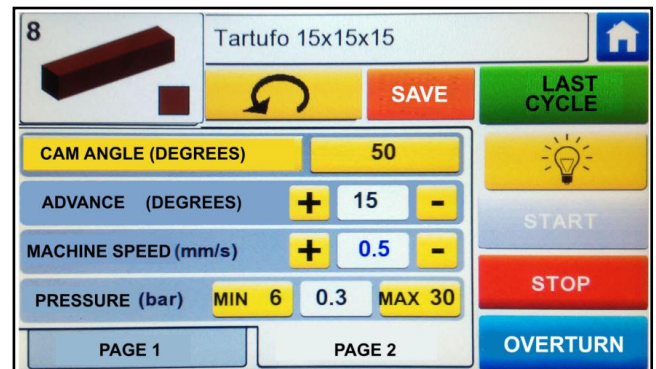 8
Tartufo 15x15x15
SAVE
LAST
CYCLE
CAM ANGLE (DEGREES) 50
ADVANCE (DEGREES) + 15 -
START
MACHINE SPEED (mm/s) + 0.5 -
STOP
PRESSURE (bar) MIN 6 0.3 MAX 30
PAGE 1 PAGE 2
OVERTURN